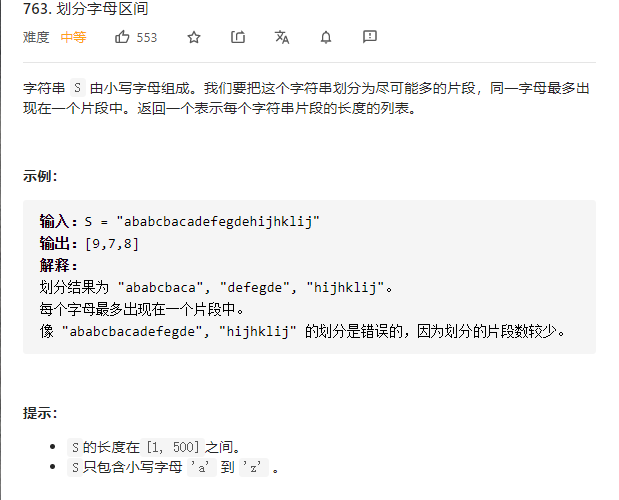 763. 划分字母区间
难度 中等 553
字符串 S 由小写字母组成。我们要把这个字符串划分为尽可能多的片段，同一字母最多出
现在一个片段中。返回一个表示每个字符串片段的长度的列表。
示例：
输入：S = "ababcbacadefegdehijhklij"
输出：[9,7,8]
解释：
划分结果为 "ababcbaca", "defegde", "hijhklij"。
每个字母最多出现在一个片段中。
像 "ababcbacadefegde", "hijhklij" 的划分是错误的，因为划分的片段数较少。
提示：
• S 的长度在 [1, 500] 之间。
• S 只包含小写字母 'a' 到 'z' 。